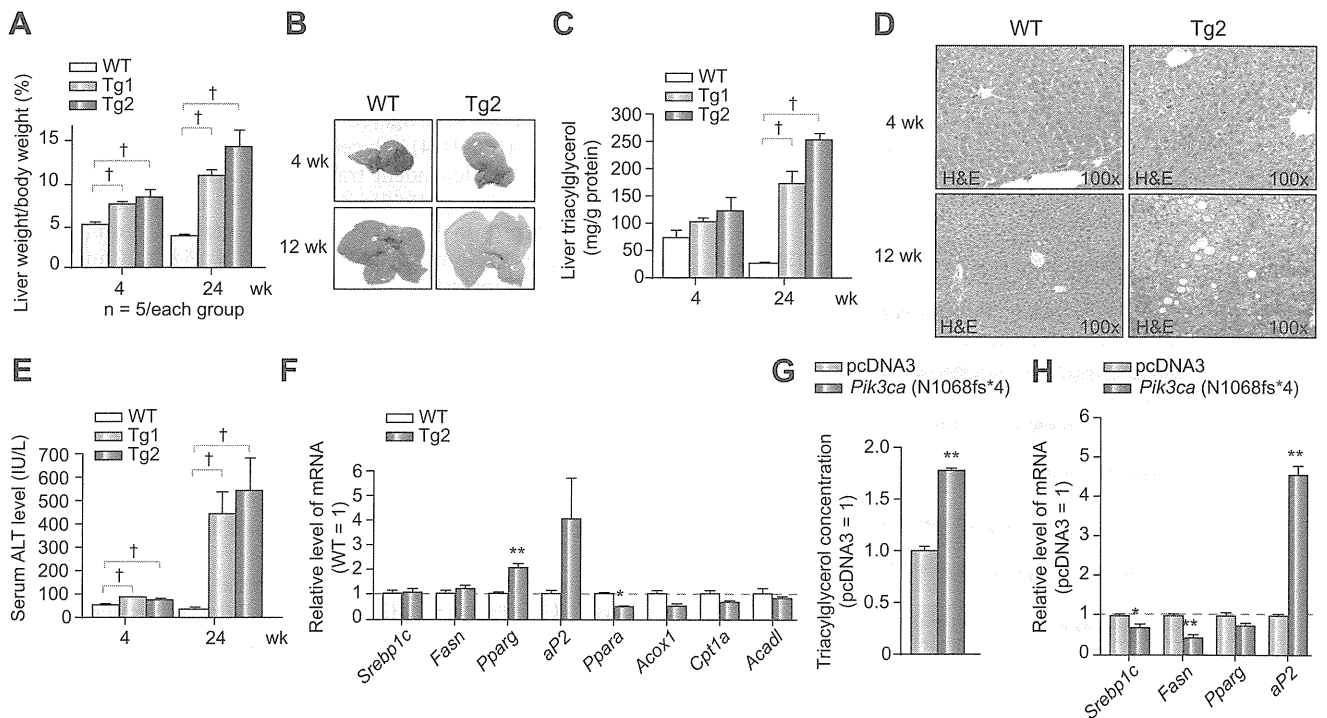 A
WT
Tg1
Tg2
Liver weight/body weight (%)
15
10
5
0
†
†
†
†
4
24
wk
n = 5/each group
B
WT
Tg2
4 wk
12 wk
C
WT
Tg1
Tg2
Liver triacylglycerol
(mg/g protein)
300
250
200
150
100
50
0
†
†
4
24
wk
D
WT
Tg2
4 wk
H&E
100x
H&E
100x
12 wk
H&E
100x
H&E
100x
E
WT
Tg1
Tg2
Serum ALT level (IU/L)
700
600
500
400
300
200
100
0
†
†
†
†
4
24
wk
F
WT
Tg2
Relative level of mRNA
(WT = 1)
6
5
4
3
2
1
0
**
*
Srebp1c
Fasn
Pparg
aP2
Ppara
Acox1
Cpt1a
Acadl
G
pcDNA3
Pik3ca (N1068fs*4)
Triacylglycerol concentration
(pcDNA3 = 1)
2.0
1.5
1.0
0.5
0
**
H
pcDNA3
Pik3ca (N1068fs*4)
Relative level of mRNA
(pcDNA3 = 1)
6
5
4
3
2
1
0
*
**
**
Srebp1c
Fasn
Pparg
aP2